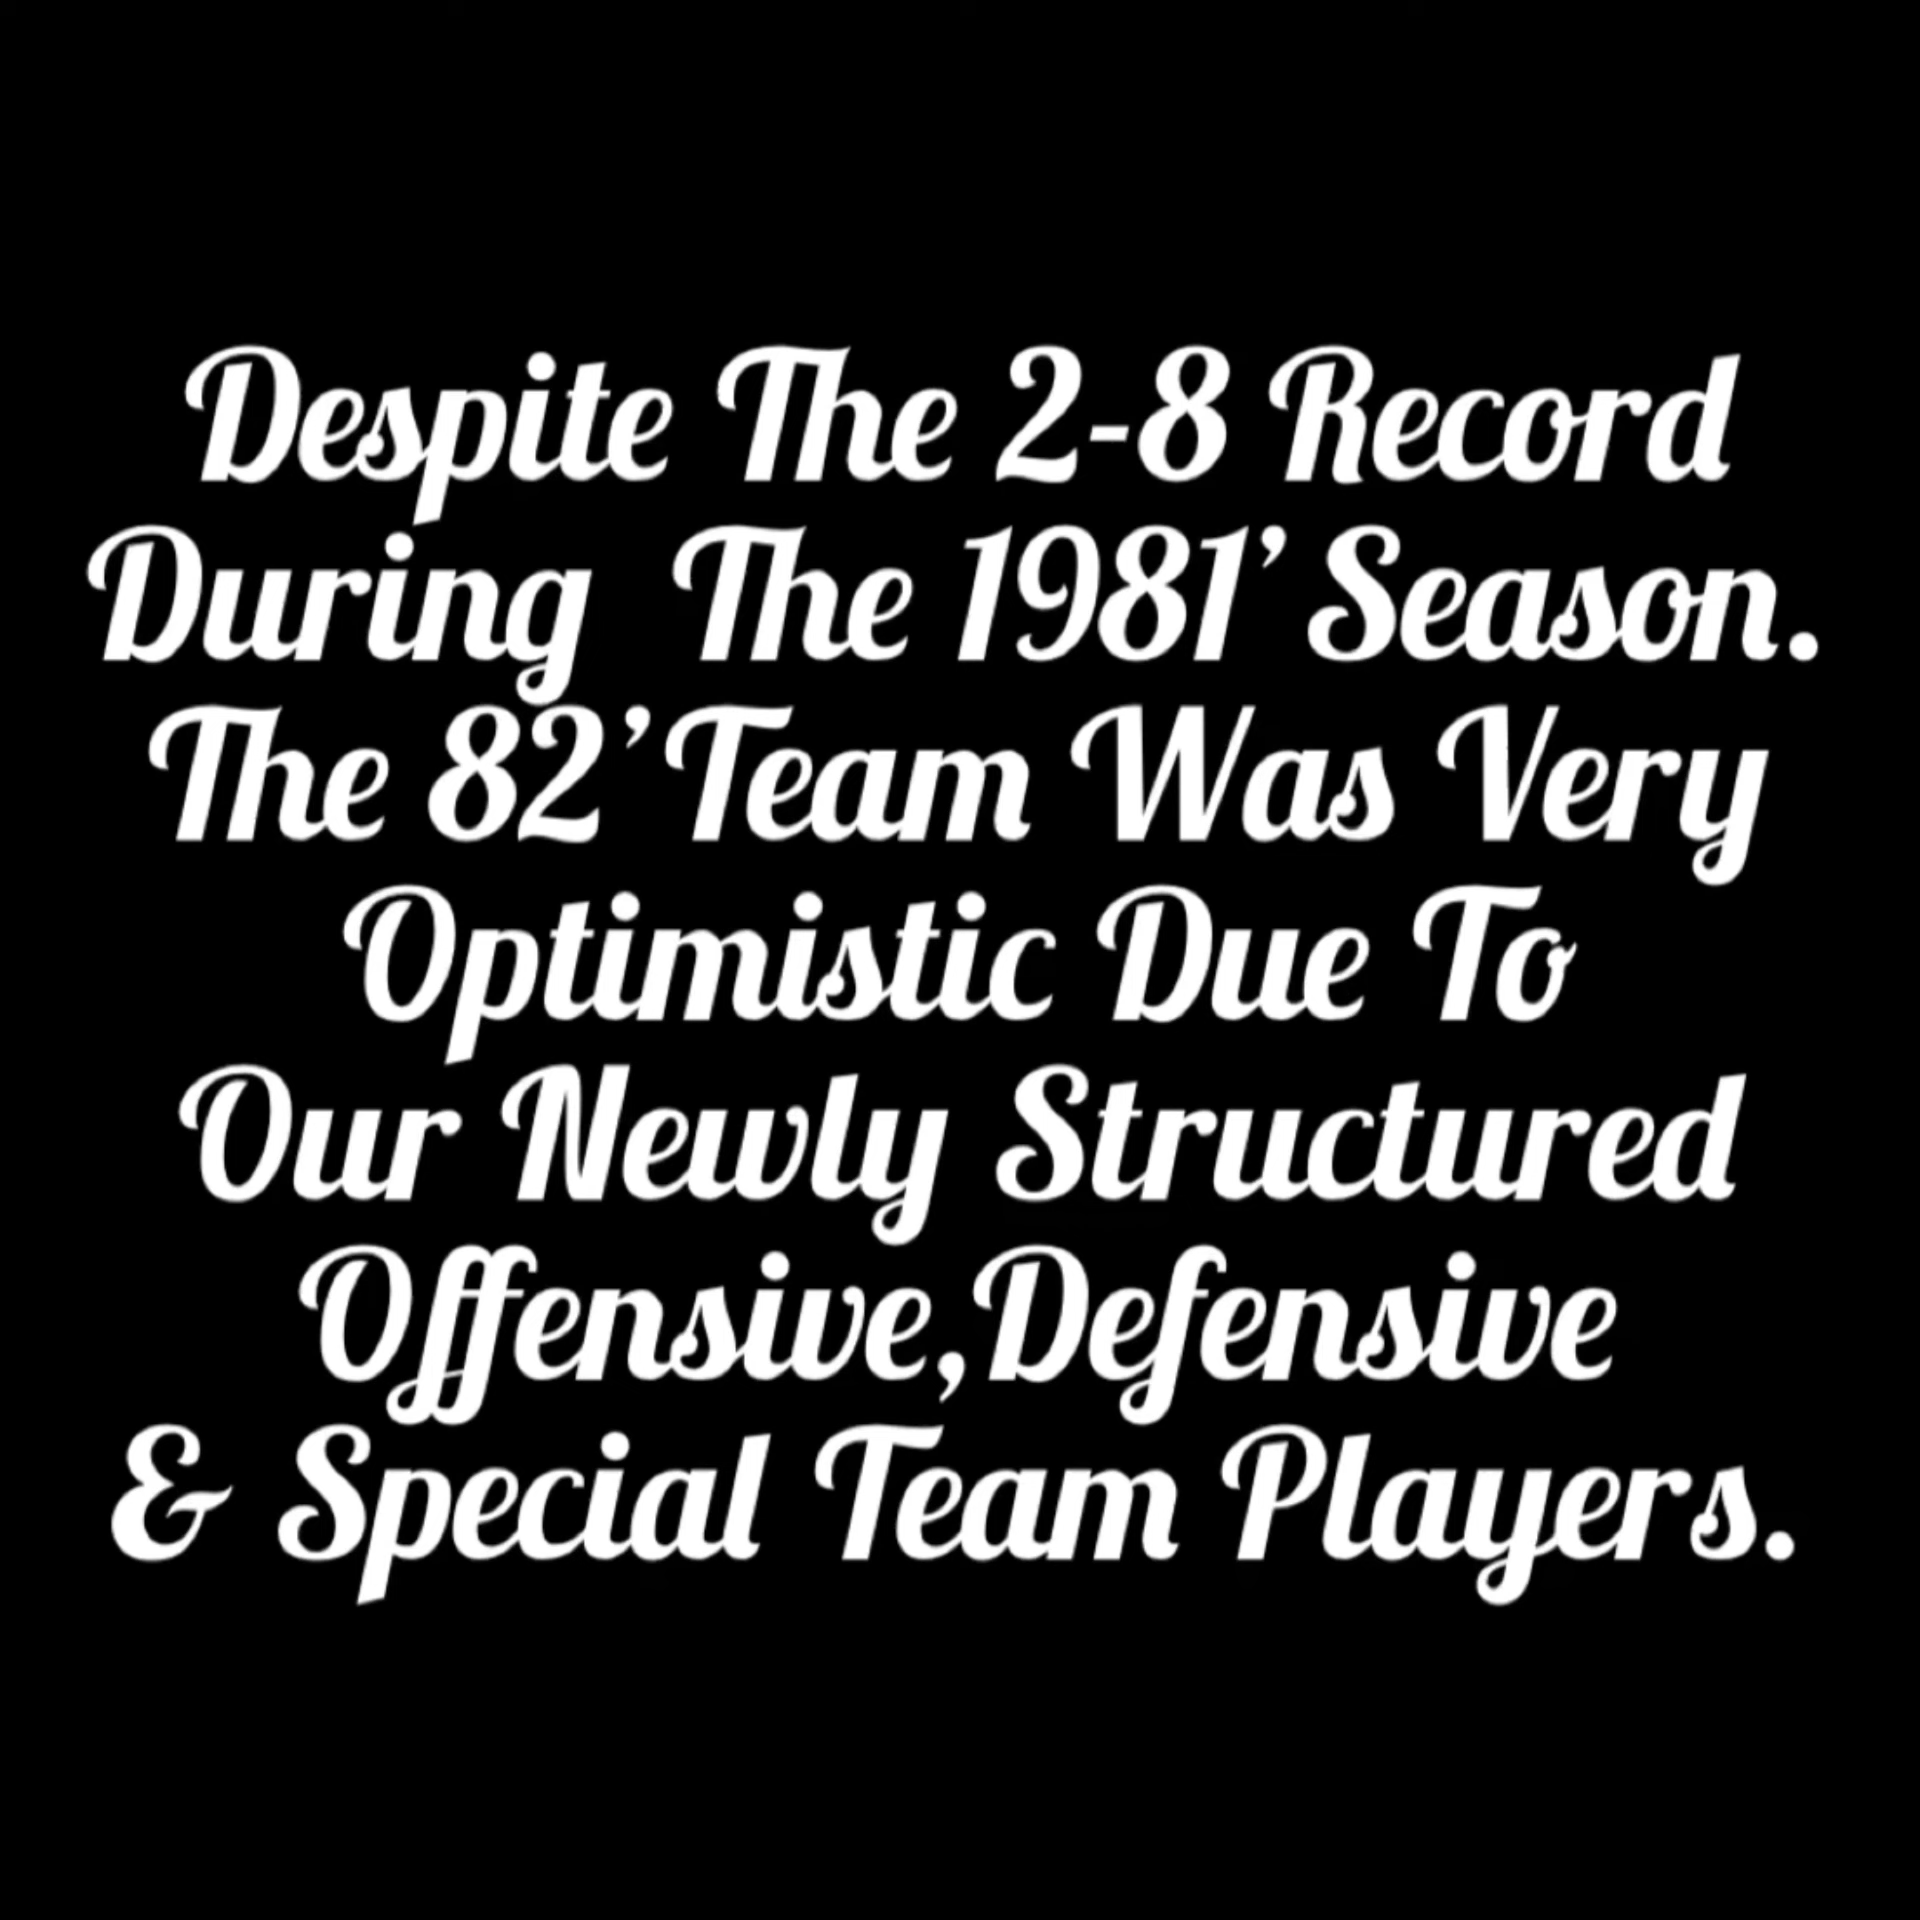 Despite The 2-8 Record
During The 1981’ Season.
The 82’ Team Was Very
Optimistic Due To
Our Newly Structured
Offensive,Defensive
& Special Team Players.